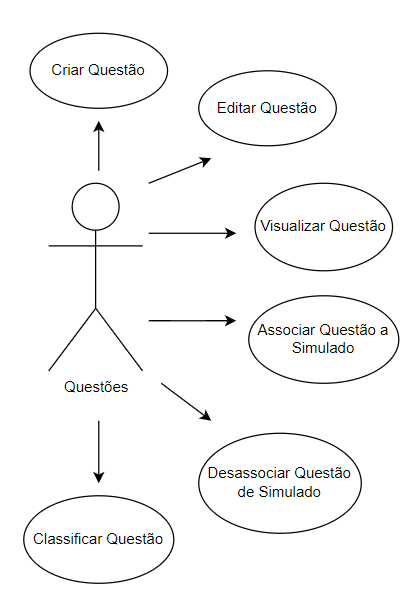 Criar Questão
Editar Questão
Visualizar Questão
Associar Questão a
Simulado
Questões
Desassociar Questão
de Simulado
Classificar Questão